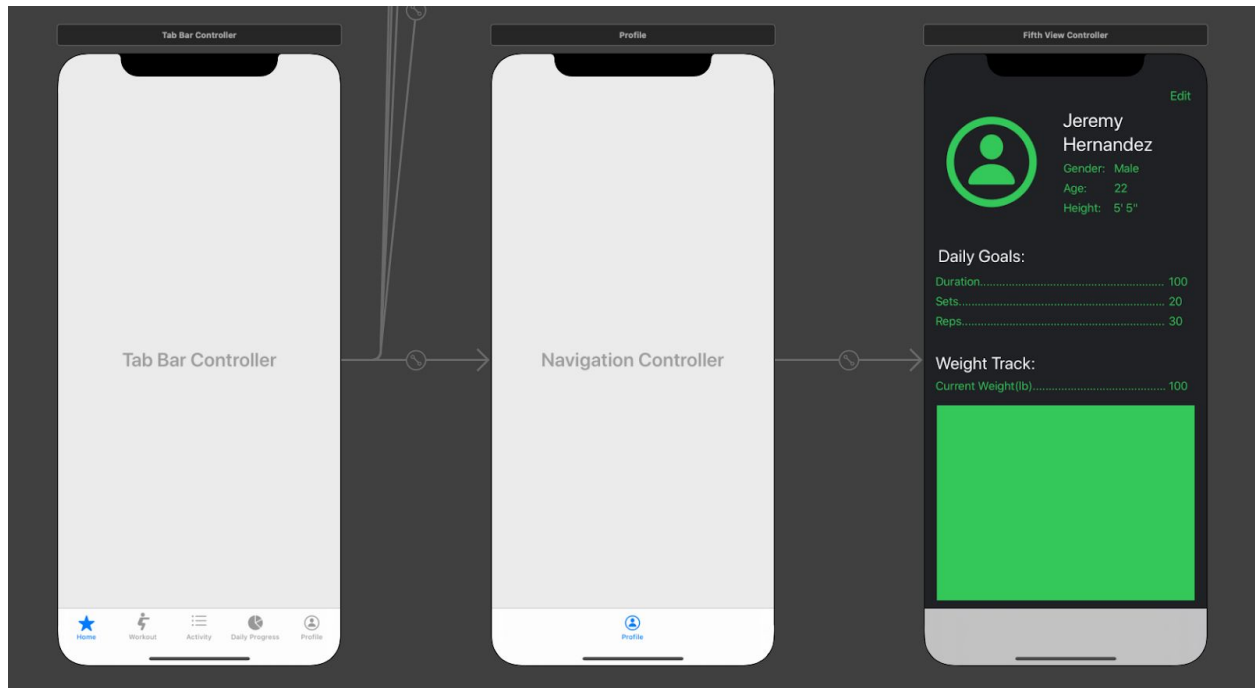 Tab Bar Controller
Profile
Fifth View Controller
Tab Bar Controller
Home
Workout
Activity
Daily Progress
Profile
Navigation Controller
Profile
Edit
Jeremy
Hernandez
Gender: Male
Age: 22
Height: 5' 5"
Daily Goals:
Duration.......................................................... 100
Sets................................................................ 20
Reps............................................................... 30
Weight Track:
Current Weight(lb)......................................... 100